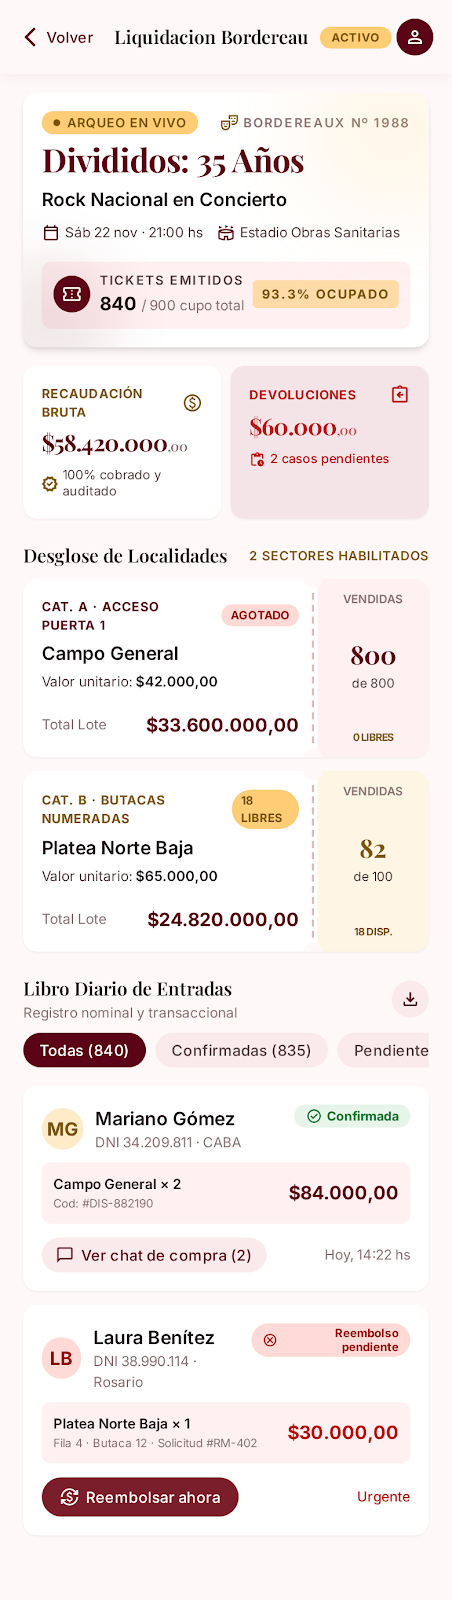 Volver
Liquidacion Bordereau
ACTIVO
ARQUEO EN VIVO
BORDEREAUX Nº 1988
Divididos: 35 Años
Rock Nacional en Concierto
Sáb 22 nov · 21:00 hs
Estadio Obras Sanitarias
TICKETS EMITIDOS
840 / 900 cupo total
93.3% OCUPADO
RECAUDACIÓN
BRUTA
$58.420.000,00
100% cobrado y
auditado
DEVOLUCIONES
$60.000,00
2 casos pendientes
Desglose de Localidades
2 SECTORES HABILITADOS
CAT. A · ACCESO
PUERTA 1
AGOTADO
Campo General
Valor unitario: $42.000,00
Total Lote
$33.600.000,00
VENDIDAS
800
de 800
0 LIBRES
CAT. B · BUTACAS
NUMERADAS
18
LIBRES
Platea Norte Baja
Valor unitario: $65.000,00
Total Lote
$24.820.000,00
VENDIDAS
82
de 100
18 DISP.
Libro Diario de Entradas
Registro nominal y transaccional
Todas (840)
Confirmadas (835)
Pendiente
MG
Mariano Gómez
DNI 34.209.811 · CABA
Confirmada
Campo General × 2
Cod: #DIS-882190
$84.000,00
Ver chat de compra (2)
Hoy, 14:22 hs
LB
Laura Benítez
DNI 38.990.114 ·
Rosario
Reembolso
pendiente
Platea Norte Baja × 1
Fila 4 · Butaca 12 · Solicitud #RM-402
$30.000,00
Reembolsar ahora
Urgente